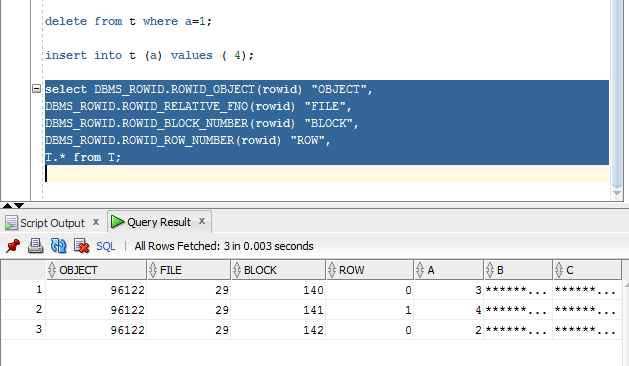 delete from t where a=1;
insert into t (a) values ( 4);
select DBMS_ROWID.ROWID_OBJECT(rowid) "OBJECT",
DBMS_ROWID.ROWID_RELATIVE_FNO(rowid) "FILE",
DBMS_ROWID.ROWID_BLOCK_NUMBER(rowid) "BLOCK",
DBMS_ROWID.ROWID_ROW_NUMBER(rowid) "ROW",
T.* from T;
Script Output x Query Result x
SQL | All Rows Fetched: 3 in 0.003 seconds
OBJECT FILE BLOCK ROW A B C
1 96122 29 140 0 3 ******... ******...
2 96122 29 141 1 4 ******... ******...
3 96122 29 142 0 2 ******... ******...